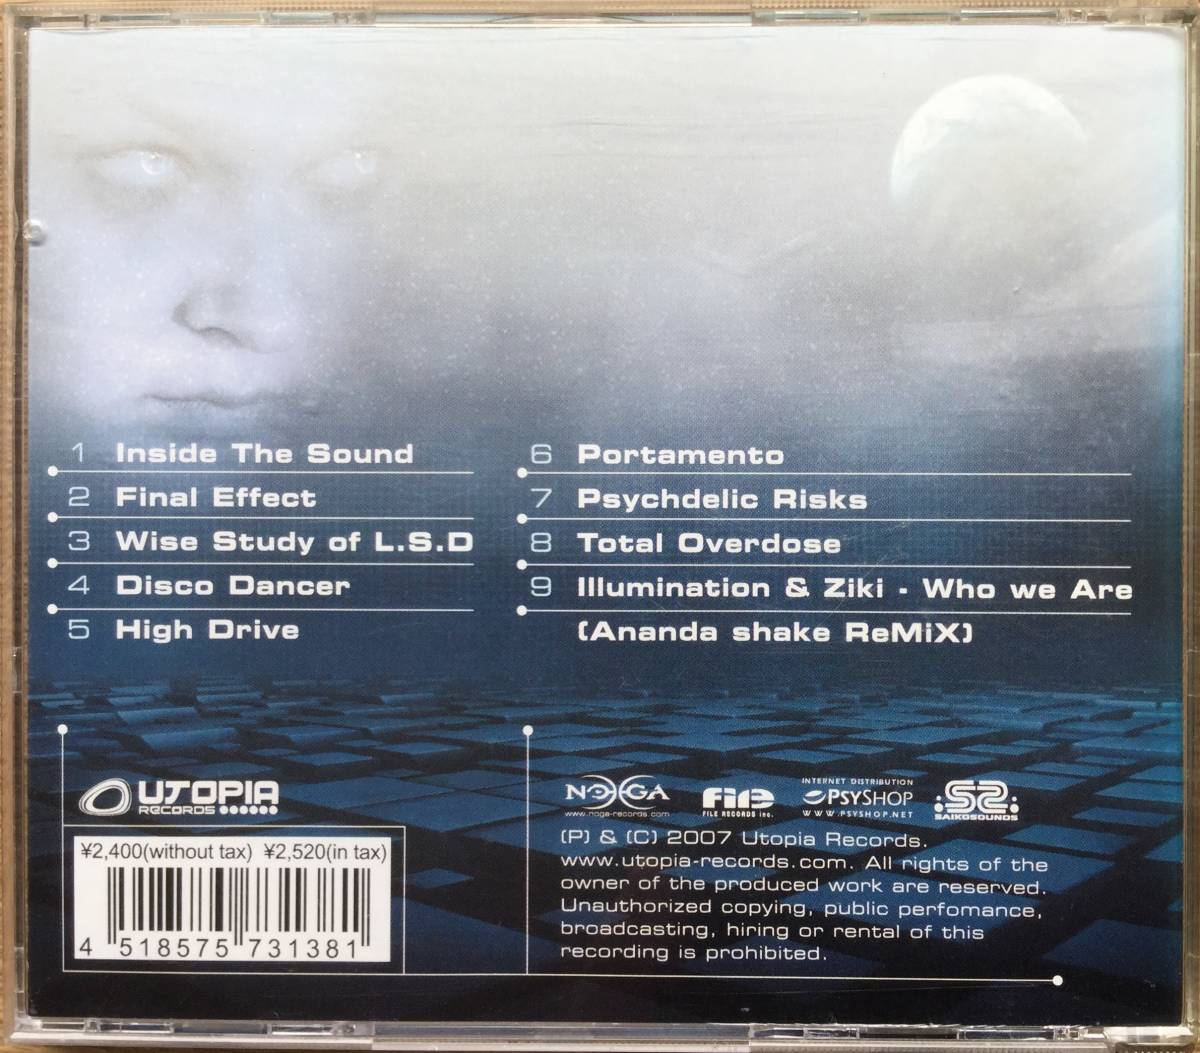 1 Inside The Sound
2 Final Effect
3 Wise Study of L.S.D
4 Disco Dancer
5 High Drive
6 Portamento
7 Psychdelic Risks
8 Total Overdose
9 Illumination & Ziki - Who we Are
(Ananda shake ReMiX)
UTOPIA
RECORDS
¥2,400(without tax) ¥2,520(in tax)
4 518575 731381
NOGA
www.noga-records.com
file
FILE RECORDS inc.
INTERNET DISTRIBUTION
PSYSHOP
WWW.PSYSHOP.NET
SAIKOSOUNDS
(P) & (C) 2007 Utopia Records.
www.utopia-records.com. All rights of the
owner of the produced work are reserved.
Unauthorized copying, public perfomance,
broadcasting, hiring or rental of this
recording is prohibited.